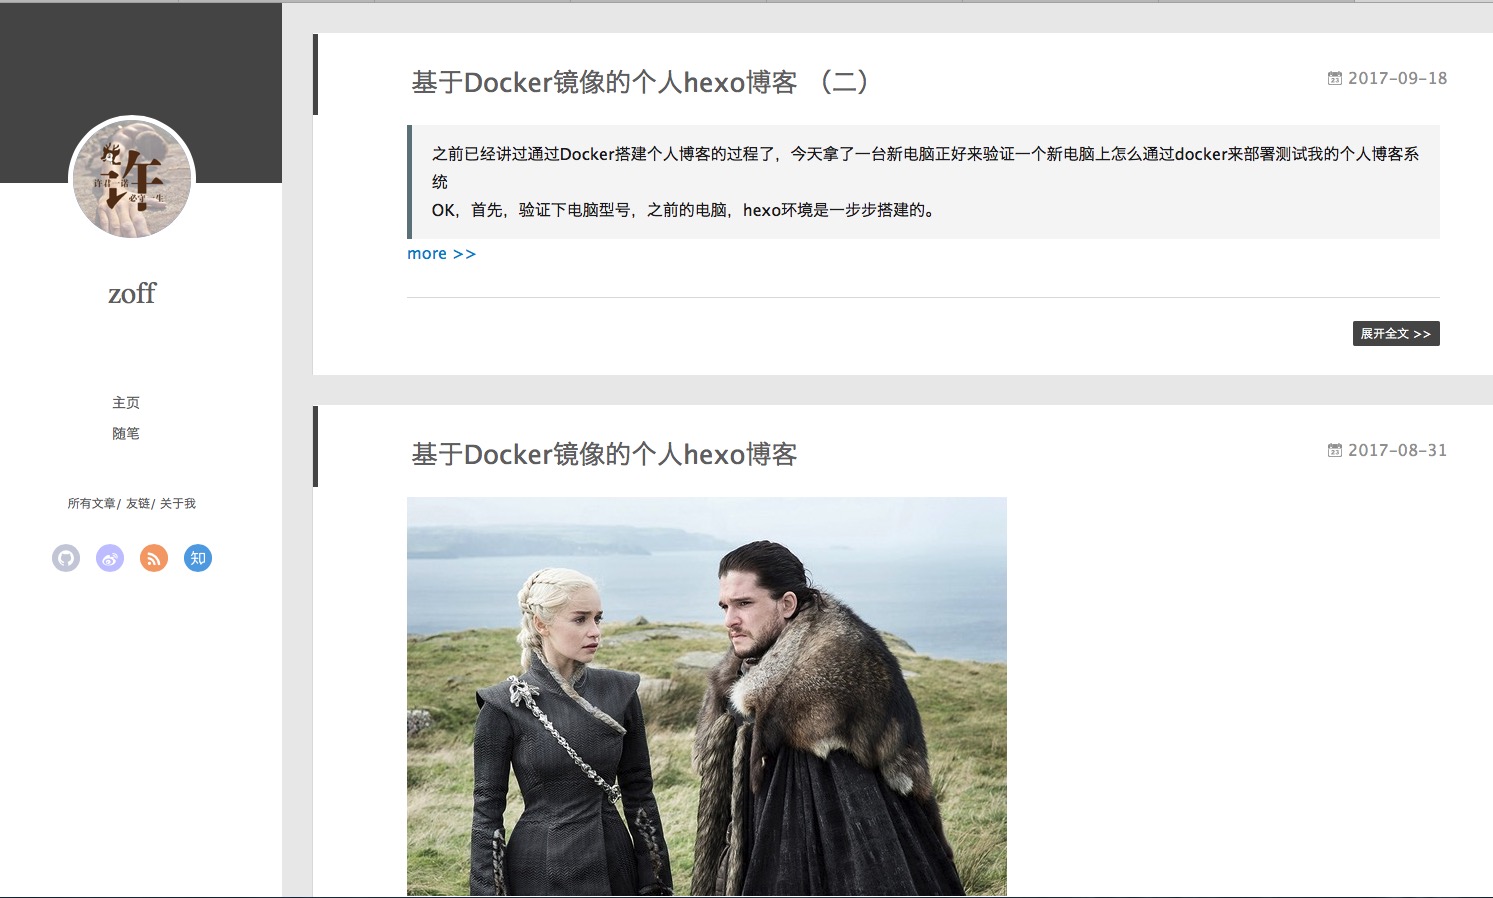 许
许君一诺
必守一生
zoff
主页
随笔
所有文章/ 友链/ 关于我
知
基于Docker镜像的个人hexo博客 （二）
23 2017-09-18
之前已经讲过通过Docker搭建个人博客的过程了，今天拿了一台新电脑正好来验证一个新电脑上怎么通过docker来部署测试我的个人博客系
统
OK，首先，验证下电脑型号，之前的电脑，hexo环境是一步步搭建的。
more >>
展开全文 >>
基于Docker镜像的个人hexo博客
23 2017-08-31